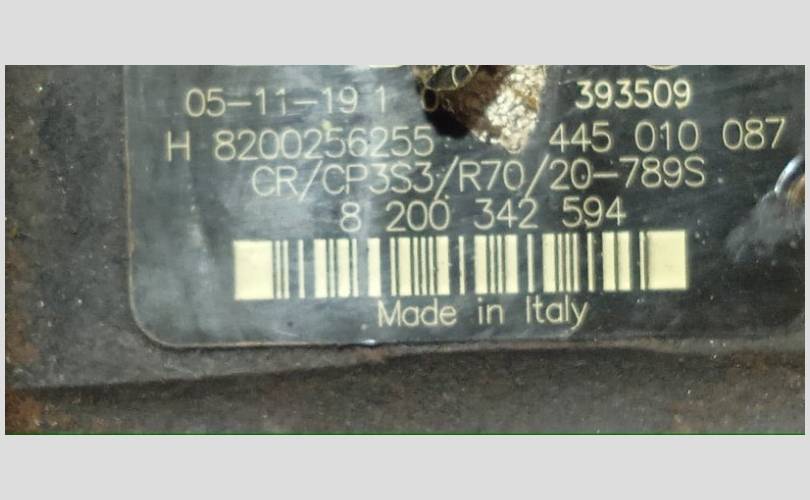 05-11-19 1 393509
H 8200256255 445 010 087
CR/CP3S3/R70/20-789S
8 200 342 594
Made in Italy